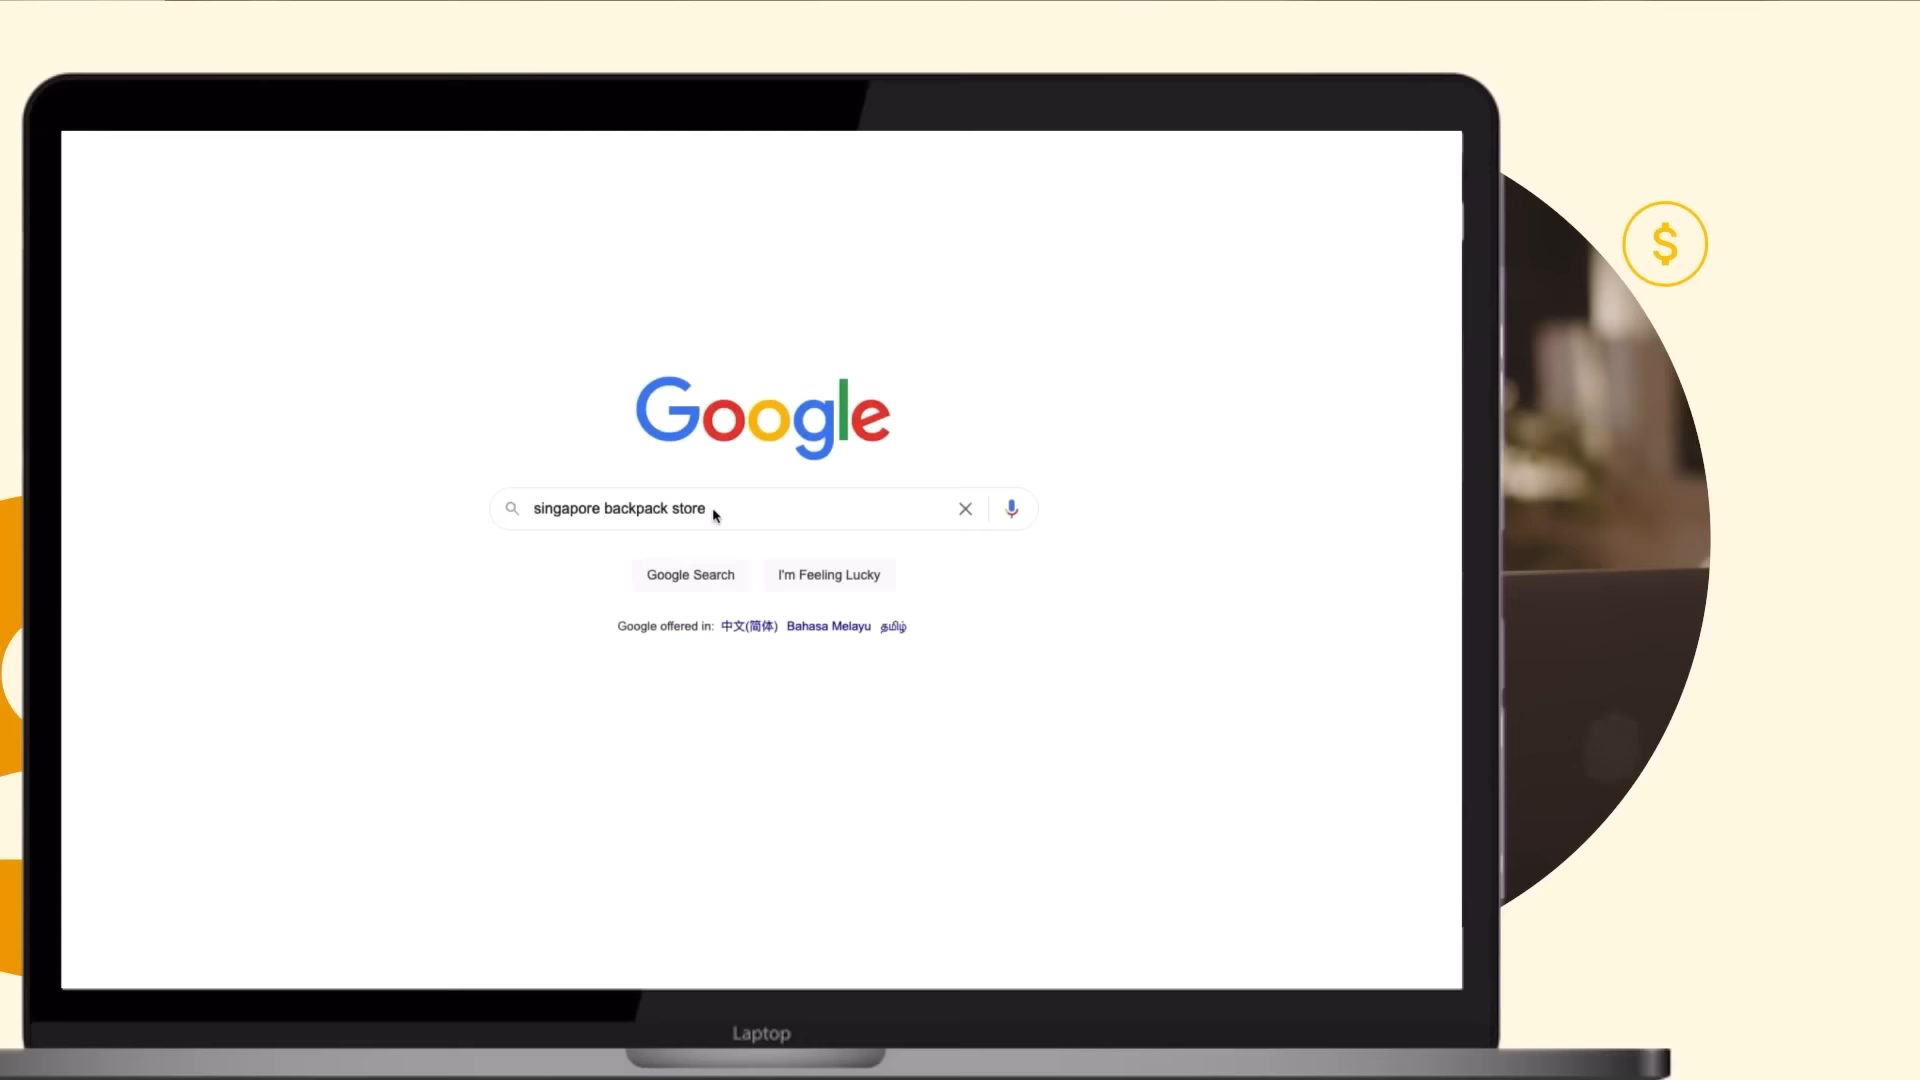 $
Google
singapore backpack store
Google Search
I'm Feeling Lucky
Google offered in: 中文(简体) Bahasa Melayu தமிழ்
Laptop